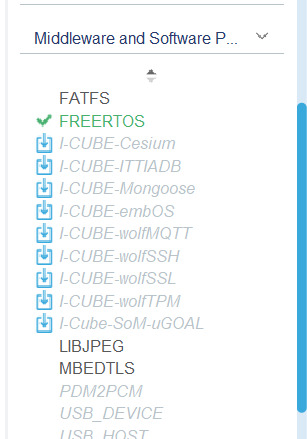 Middleware and Software P...
FATFS
FREERTOS
I-CUBE-Cesium
I-CUBE-ITTIADB
I-CUBE-Mongoose
I-CUBE-embOS
I-CUBE-wolfMQTT
I-CUBE-wolfSSH
I-CUBE-wolfSSL
I-CUBE-wolfTPM
I-Cube-SoM-uGOAL
LIBJPEG
MBEDTLS
PDM2PCM
USB_DEVICE
USB_HOST